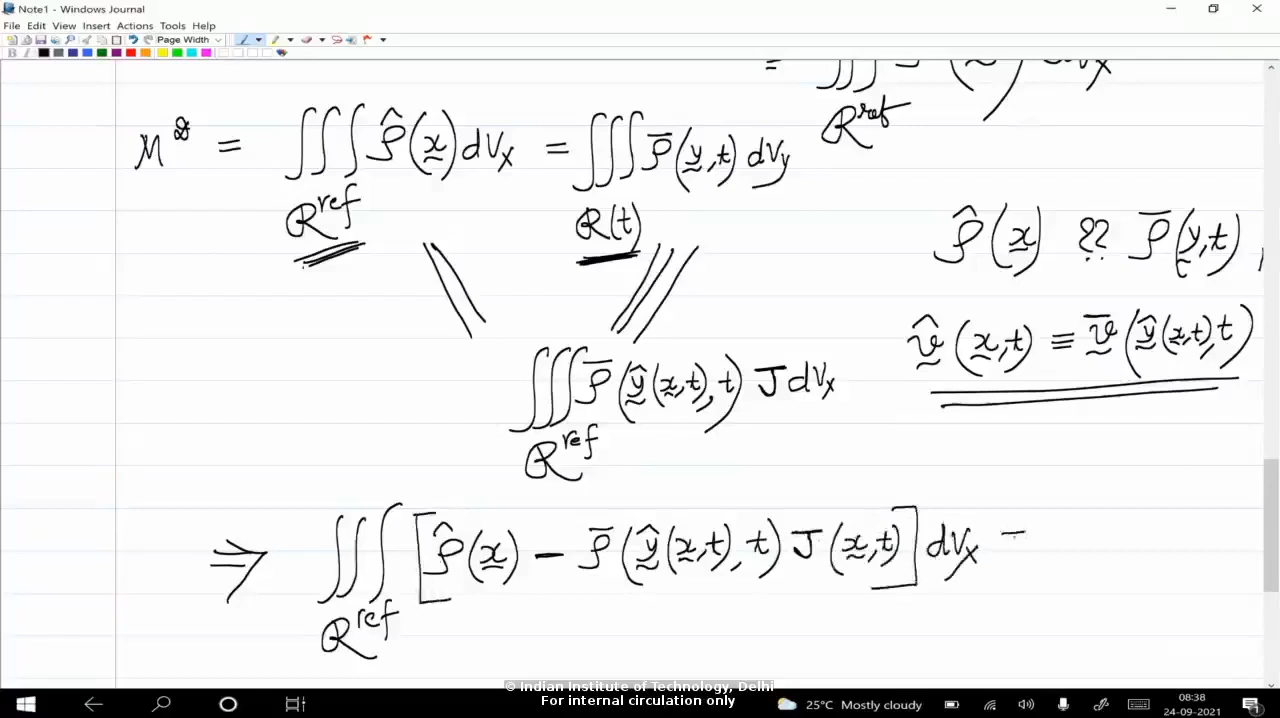 Note1 - Windows Journal
File Edit View Insert Actions Tools Help
Page Width
B I
R^ref
M^⊗ = ∭_{R^ref} ρ̂(x̰) dV_x = ∭_{R(t)} ρ̄(y̰,t) dV_y
ρ̂(x̰) ?? ρ̄(y̰,t),
v̰̂(x̰,t) ≡ v̰̄(ŷ̰(x̰,t),t)
∭_{R^ref} ρ̄(ŷ̰(x̰,t),t) J dV_x
⇒ ∭_{R^ref} [ρ̂(x̰) – ρ̄(ŷ̰(x̰,t),t) J(x̰,t)] dV_x –
© Indian Institute of Technology, Delhi
For internal circulation only
25°C Mostly cloudy
08:38
24-09-2021
1